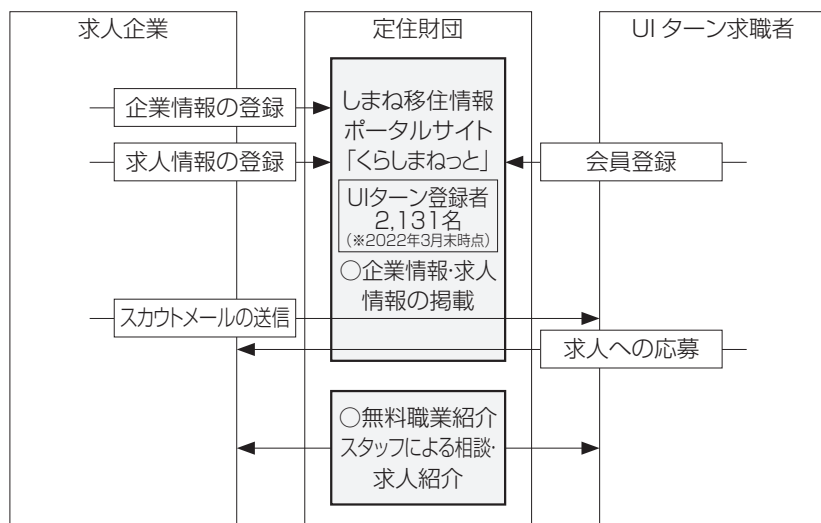 求人企業
定住財団
UIターン求職者
企業情報の登録
求人情報の登録
しまね移住情報
ポータルサイト
「くらしまねっと」
UIターン登録者
2,131名
(※2022年3月末時点)
○企業情報・求人
情報の掲載
会員登録
スカウトメールの送信
求人への応募
○無料職業紹介
スタッフによる相談・
求人紹介